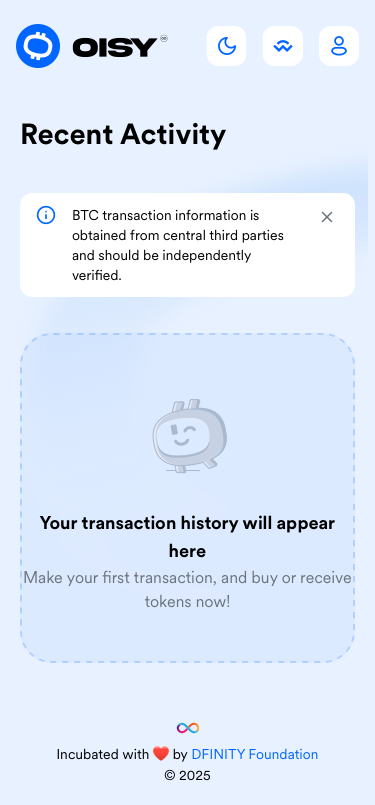 OISY
Recent Activity
BTC transaction information is
obtained from central third parties
and should be independently
verified.
Your transaction history will appear
here
Make your first transaction, and buy or receive
tokens now!
Incubated with ❤️ by DFINITY Foundation
© 2025